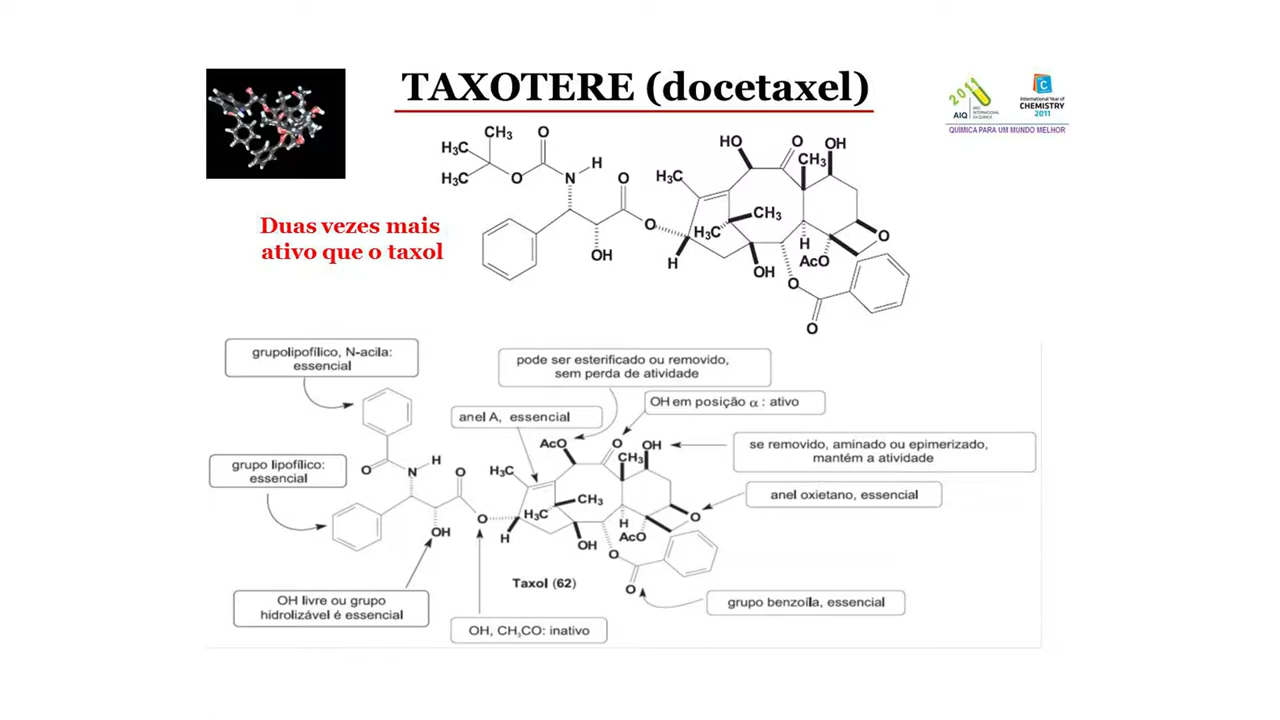 TAXOTERE (docetaxel)
2011
AIQ
ANO
INTERNACIONAL
DA QUÍMICA
International Year of
CHEMISTRY
2011
QUÍMICA PARA UM MUNDO MELHOR
Duas vezes mais
ativo que o taxol
CH₃
O
H₃C
H₃C
O
N
H
O
O
OH
H
H₃C
HO
O
CH₃
OH
CH₃
H₃C
H
O
AcO
OH
O
O
grupolipofílico, N-acila:
essencial
pode ser esterificado ou removido,
sem perda de atividade
anel A, essencial
OH em posição α : ativo
se removido, aminado ou epimerizado,
mantém a atividade
grupo lipofílico:
essencial
anel oxietano, essencial
O
N
H
O
O
OH
H
H₃C
AcO
O
CH₃
OH
CH₃
H₃C
H
O
AcO
OH
O
O
Taxol (62)
OH livre ou grupo
hidrolizável é essencial
OH, CH₃CO: inativo
grupo benzoíla, essencial